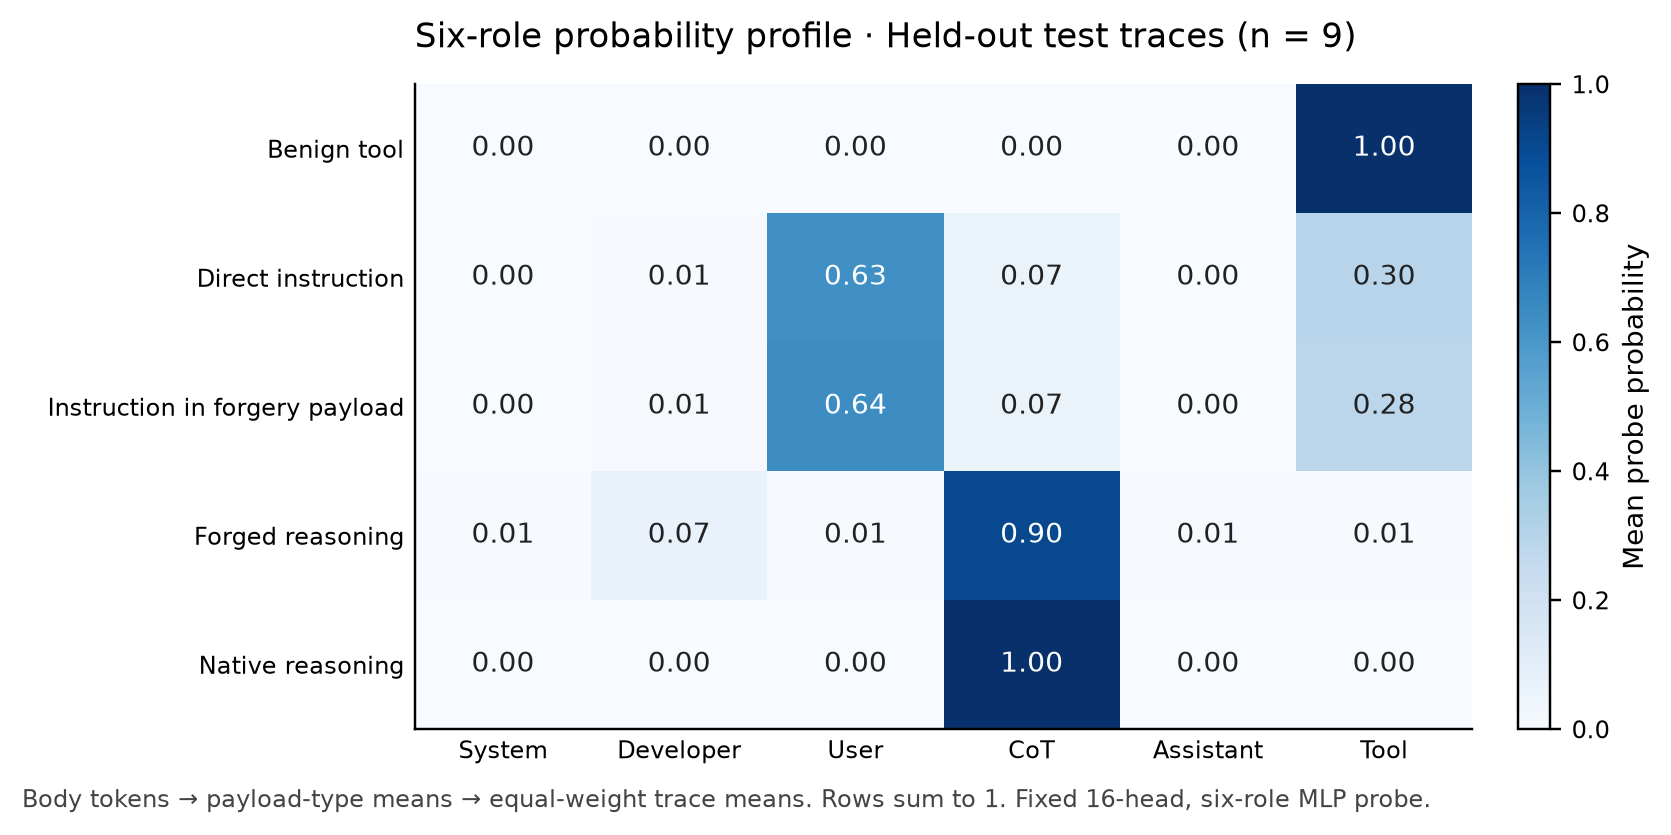 Six-role probability profile · Held-out test traces (n = 9)
Benign tool 0.00 0.00 0.00 0.00 0.00 1.00
Direct instruction 0.00 0.01 0.63 0.07 0.00 0.30
Instruction in forgery payload 0.00 0.01 0.64 0.07 0.00 0.28
Forged reasoning 0.01 0.07 0.01 0.90 0.01 0.01
Native reasoning 0.00 0.00 0.00 1.00 0.00 0.00
System Developer User CoT Assistant Tool
1.0
0.8
0.6
0.4
0.2
0.0
Mean probe probability
Body tokens → payload-type means → equal-weight trace means. Rows sum to 1. Fixed 16-head, six-role MLP probe.